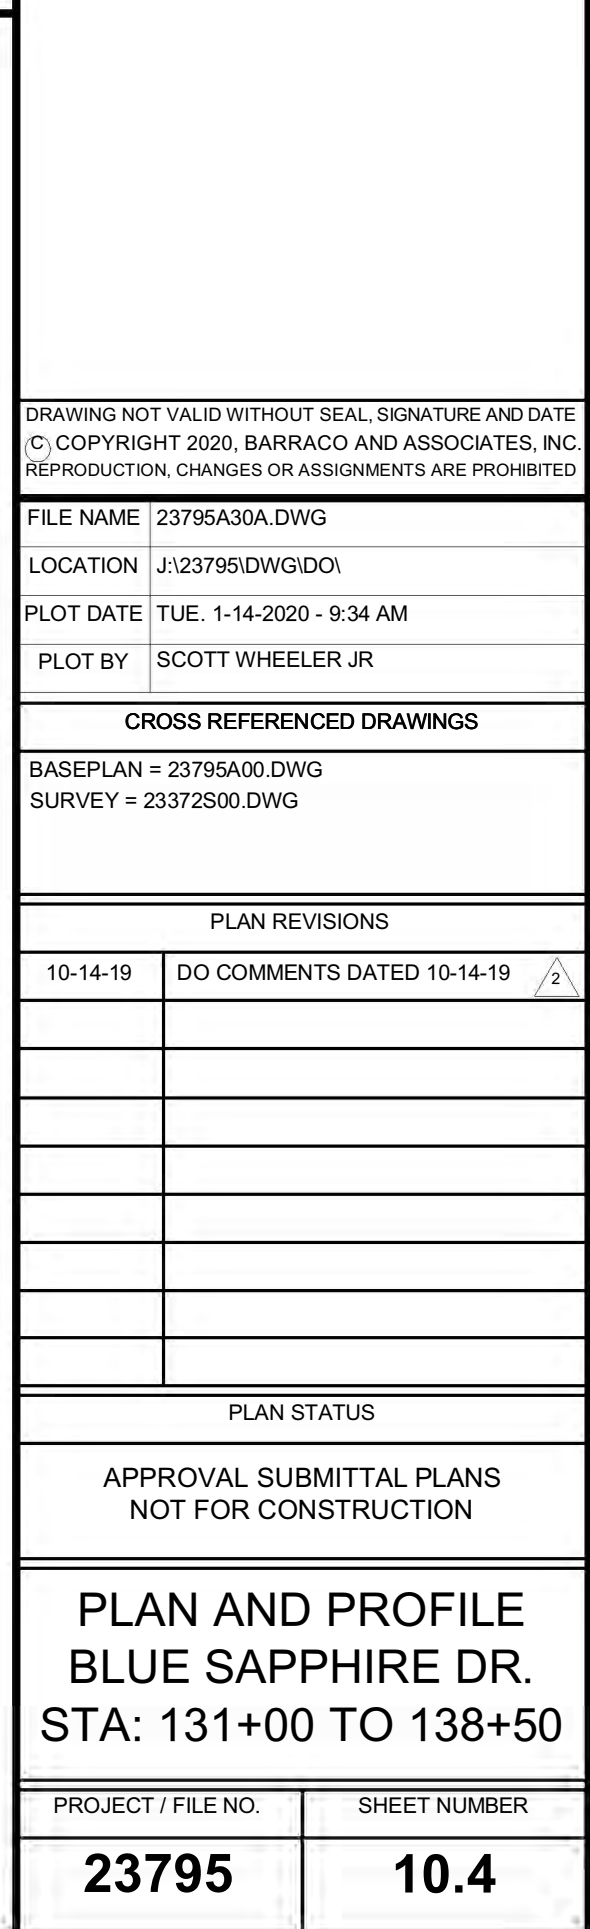 DRAWING NOT VALID WITHOUT SEAL, SIGNATURE AND DATE
© COPYRIGHT 2020, BARRACO AND ASSOCIATES, INC.
REPRODUCTION, CHANGES OR ASSIGNMENTS ARE PROHIBITED
FILE NAME 23795A30A.DWG
LOCATION J:\23795\DWG\DO\
PLOT DATE TUE. 1-14-2020 - 9:34 AM
PLOT BY SCOTT WHEELER JR
CROSS REFERENCED DRAWINGS
BASEPLAN = 23795A00.DWG
SURVEY = 23372S00.DWG
PLAN REVISIONS
10-14-19 DO COMMENTS DATED 10-14-19 2
PLAN STATUS
APPROVAL SUBMITTAL PLANS
NOT FOR CONSTRUCTION
PLAN AND PROFILE
BLUE SAPPHIRE DR.
STA: 131+00 TO 138+50
PROJECT / FILE NO. SHEET NUMBER
23795 10.4